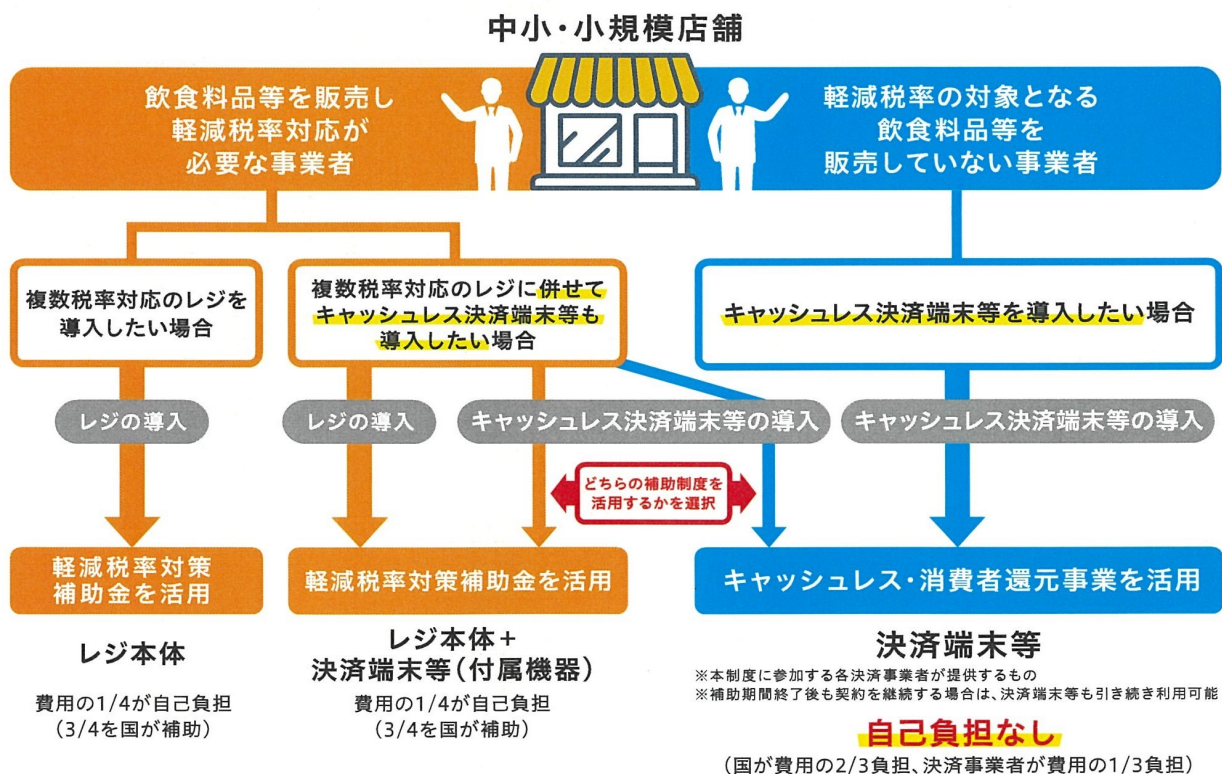 中小・小規模店舗
飲食料品等を販売し
軽減税率対応が
必要な事業者
軽減税率の対象となる
飲食料品等を
販売していない事業者
複数税率対応のレジを
導入したい場合
複数税率対応のレジに併せて
キャッシュレス決済端末等も
導入したい場合
キャッシュレス決済端末等を導入したい場合
レジの導入
レジの導入
キャッシュレス決済端末等の導入
キャッシュレス決済端末等の導入
どちらの補助制度を
活用するかを選択
軽減税率対策
補助金を活用
軽減税率対策補助金を活用
キャッシュレス・消費者還元事業を活用
レジ本体
費用の1/4が自己負担
(3/4を国が補助)
レジ本体+
決済端末等(付属機器)
費用の1/4が自己負担
(3/4を国が補助)
決済端末等
※本制度に参加する各決済事業者が提供するもの
※補助期間終了後も契約を継続する場合は、決済端末等も引き続き利用可能
自己負担なし
(国が費用の2/3負担、決済事業者が費用の1/3負担)